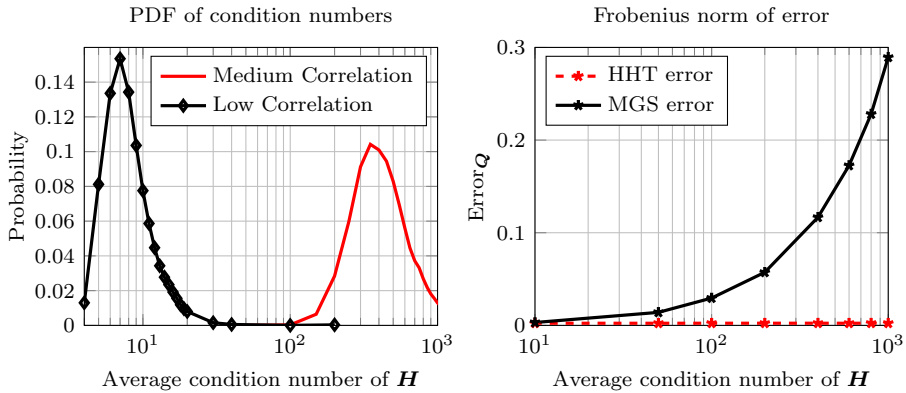 PDF of condition numbers
0.14
0.12
0.1
0.08
0.06
0.04
0.02
0
Probability
Medium Correlation
Low Correlation
10^1
10^2
10^3
Average condition number of H
Frobenius norm of error
0.3
0.2
0.1
0
Error_Q
HHT error
MGS error
10^1
10^2
10^3
Average condition number of H